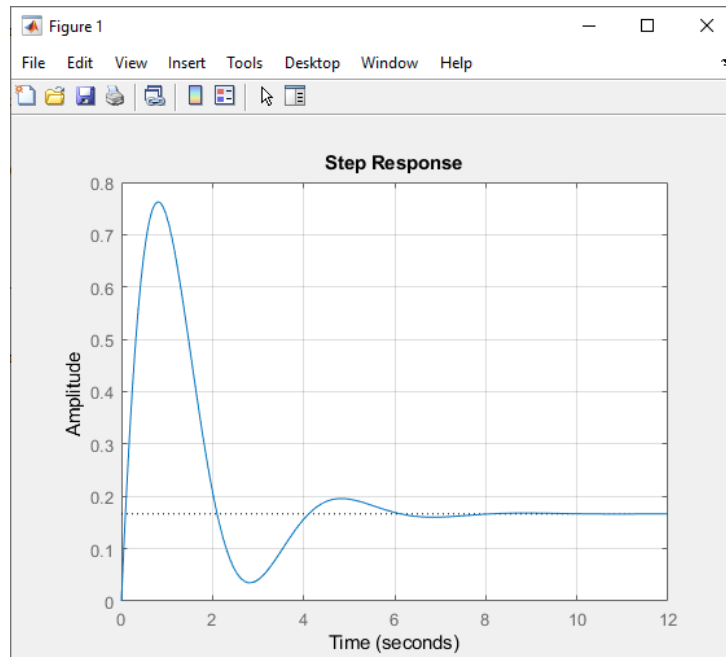 Figure 1
File Edit View Insert Tools Desktop Window Help
Step Response
0.8
0.7
0.6
0.5
0.4
0.3
0.2
0.1
0
Amplitude
0 2 4 6 8 10 12
Time (seconds)